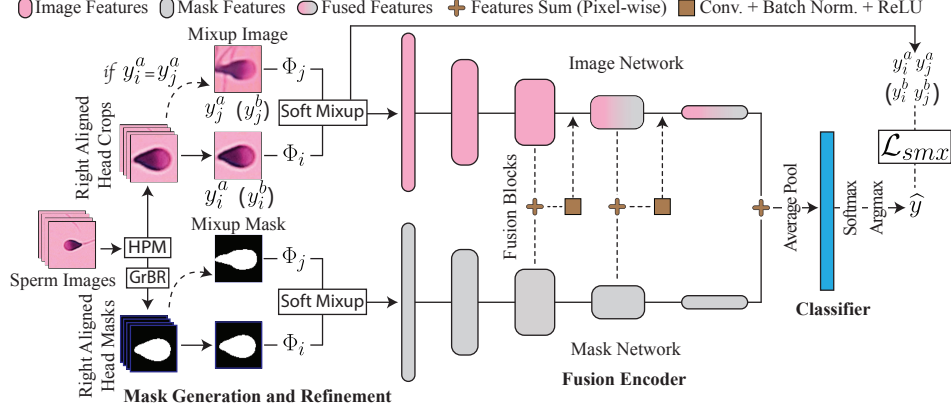 Image Features
Mask Features
Fused Features
Features Sum (Pixel-wise)
Conv. + Batch Norm. + ReLU
Mixup Image
if y_i^a = y_j^a
Φ_j
y_j^a (y_j^b)
Soft Mixup
Φ_i
y_i^a (y_i^b)
Right Aligned
Head Crops
Image Network
y_i^a y_j^a
(y_i^b y_j^b)
ℒ_smx
Fusion Blocks
Average Pool
Softmax
Argmax
ŷ
Sperm Images
HPM
GrBR
Mixup Mask
Φ_j
Soft Mixup
Φ_i
Right Aligned
Head Masks
Mask Network
Classifier
Mask Generation and Refinement
Fusion Encoder